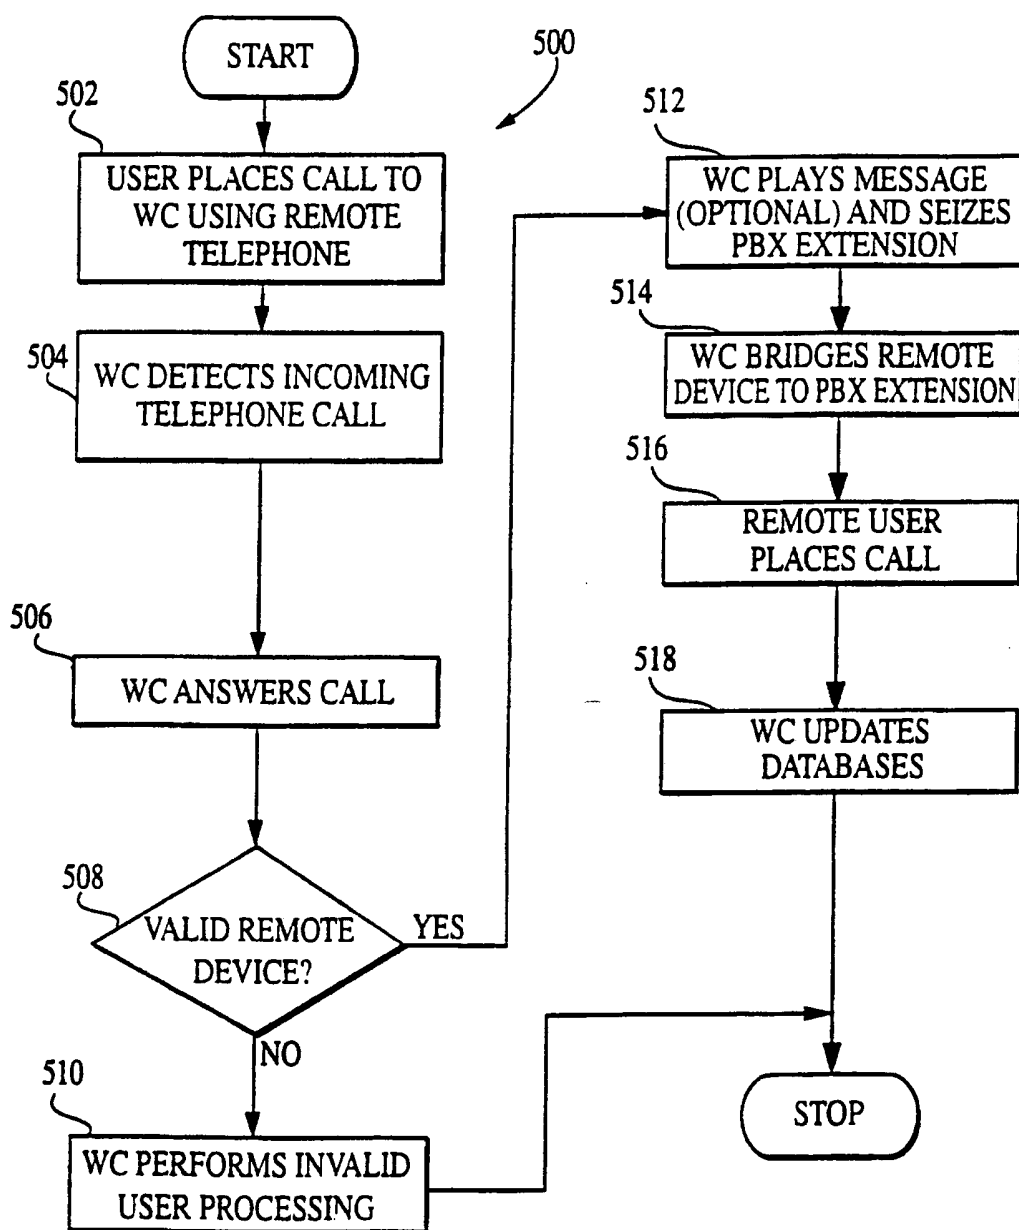 START
500
502
USER PLACES CALL TO
WC USING REMOTE
TELEPHONE
504
WC DETECTS INCOMING
TELEPHONE CALL
506
WC ANSWERS CALL
508
VALID REMOTE
DEVICE?
YES
NO
510
WC PERFORMS INVALID
USER PROCESSING
512
WC PLAYS MESSAGE
(OPTIONAL) AND SEIZES
PBX EXTENSION
514
WC BRIDGES REMOTE
DEVICE TO PBX EXTENSION
516
REMOTE USER
PLACES CALL
518
WC UPDATES
DATABASES
STOP